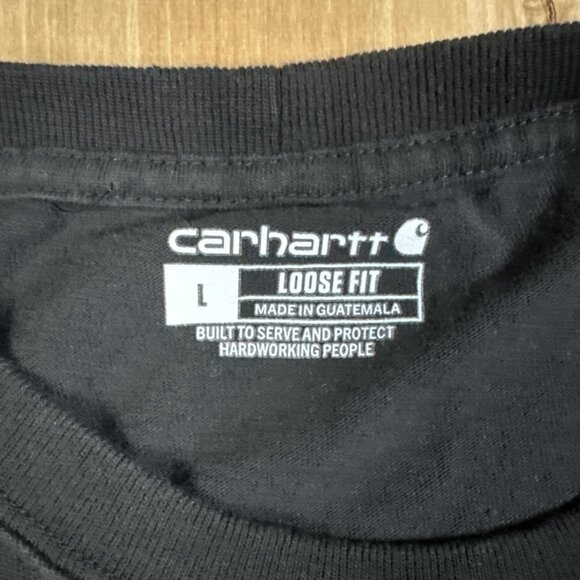 carhartt
L
LOOSE FIT
MADE IN GUATEMALA
BUILT TO SERVE AND PROTECT
HARDWORKING PEOPLE